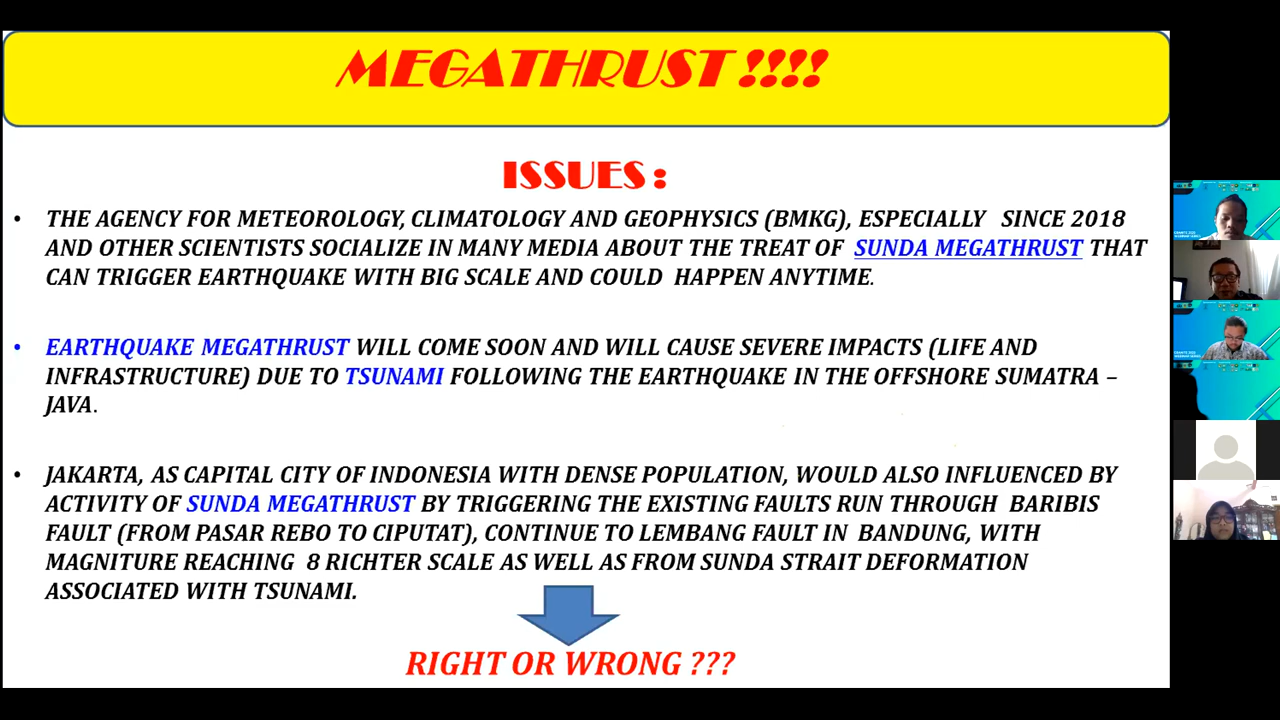 MEGATHRUST !!!!
ISSUES :
• THE AGENCY FOR METEOROLOGY, CLIMATOLOGY AND GEOPHYSICS (BMKG), ESPECIALLY SINCE 2018
AND OTHER SCIENTISTS SOCIALIZE IN MANY MEDIA ABOUT THE TREAT OF SUNDA MEGATHRUST THAT
CAN TRIGGER EARTHQUAKE WITH BIG SCALE AND COULD HAPPEN ANYTIME.
• EARTHQUAKE MEGATHRUST WILL COME SOON AND WILL CAUSE SEVERE IMPACTS (LIFE AND
INFRASTRUCTURE) DUE TO TSUNAMI FOLLOWING THE EARTHQUAKE IN THE OFFSHORE SUMATRA –
JAVA.
• JAKARTA, AS CAPITAL CITY OF INDONESIA WITH DENSE POPULATION, WOULD ALSO INFLUENCED BY
ACTIVITY OF SUNDA MEGATHRUST BY TRIGGERING THE EXISTING FAULTS RUN THROUGH BARIBIS
FAULT (FROM PASAR REBO TO CIPUTAT), CONTINUE TO LEMBANG FAULT IN BANDUNG, WITH
MAGNITURE REACHING 8 RICHTER SCALE AS WELL AS FROM SUNDA STRAIT DEFORMATION
ASSOCIATED WITH TSUNAMI.
RIGHT OR WRONG ???